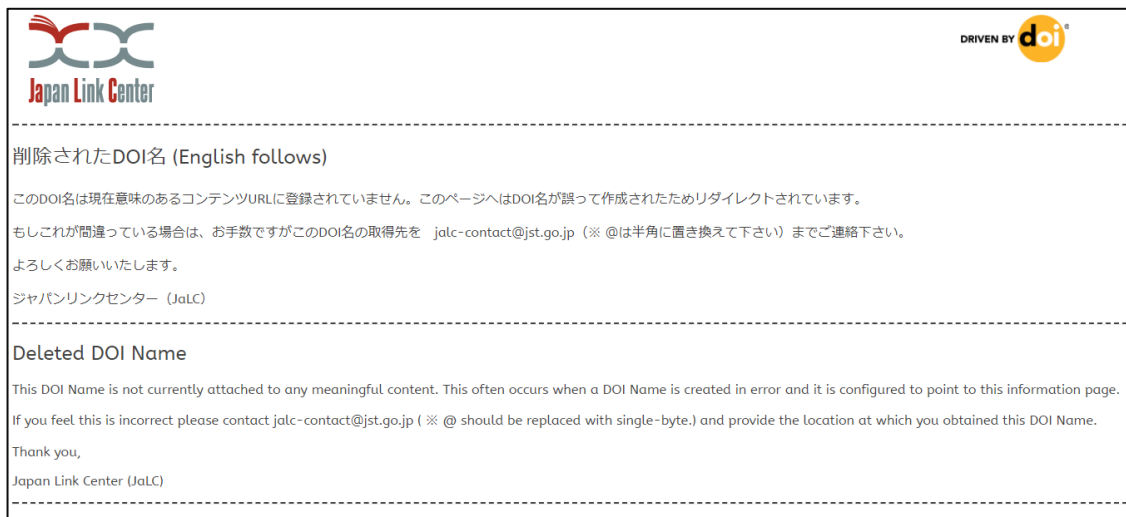 Japan Link Center
DRIVEN BY doi®
削除されたDOI名 (English follows)
このDOI名は現在意味のあるコンテンツURLに登録されていません。このページへはDOI名が誤って作成されたためリダイレクトされています。
もしこれが間違っている場合は、お手数ですがこのDOI名の取得先を　jalc-contact@jst.go.jp（※ @は半角に置き換えて下さい）までご連絡下さい。
よろしくお願いいたします。
ジャパンリンクセンター（JaLC）
Deleted DOI Name
This DOI Name is not currently attached to any meaningful content. This often occurs when a DOI Name is created in error and it is configured to point to this information page.
If you feel this is incorrect please contact jalc-contact@jst.go.jp ( ※ @ should be replaced with single-byte.) and provide the location at which you obtained this DOI Name.
Thank you,
Japan Link Center (JaLC)